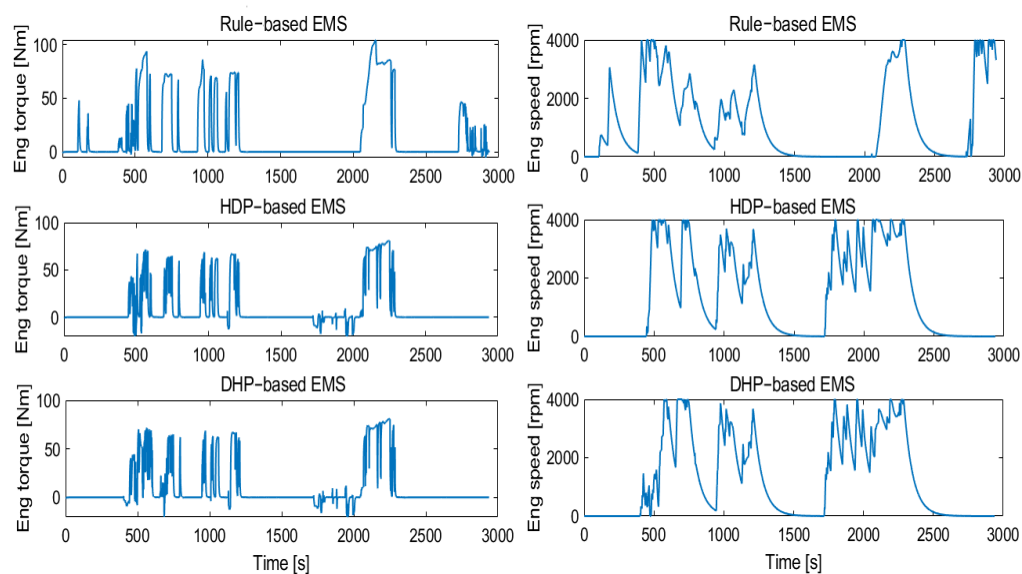 Rule−based EMS
Eng torque [Nm]
100
50
0
0 500 1000 1500 2000 2500 3000
Rule−based EMS
Eng speed [rpm]
4000
2000
0
0 500 1000 1500 2000 2500 3000
HDP−based EMS
Eng torque [Nm]
100
50
0
0 500 1000 1500 2000 2500 3000
HDP−based EMS
Eng speed [rpm]
4000
2000
0
0 500 1000 1500 2000 2500 3000
DHP−based EMS
Eng torque [Nm]
100
50
0
0 500 1000 1500 2000 2500 3000
Time [s]
DHP−based EMS
Eng speed [rpm]
4000
2000
0
0 500 1000 1500 2000 2500 3000
Time [s]